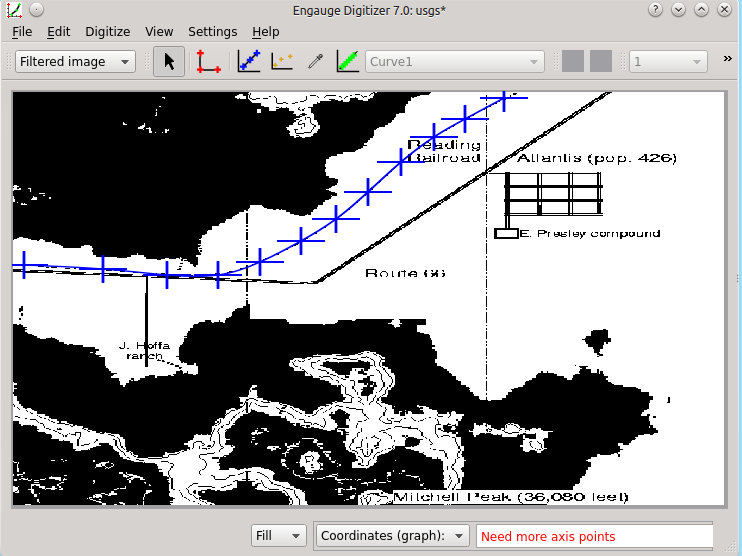 Engauge Digitizer 7.0: usgs*
File Edit Digitize View Settings Help
Filtered image
Curve1
1
»
Reading
Railroad
Atlantis (pop. 426)
E. Presley compound
Route 66
J. Hoffa
ranch
Mitchell Peak (36,080 feet)
Fill
Coordinates (graph):
Need more axis points